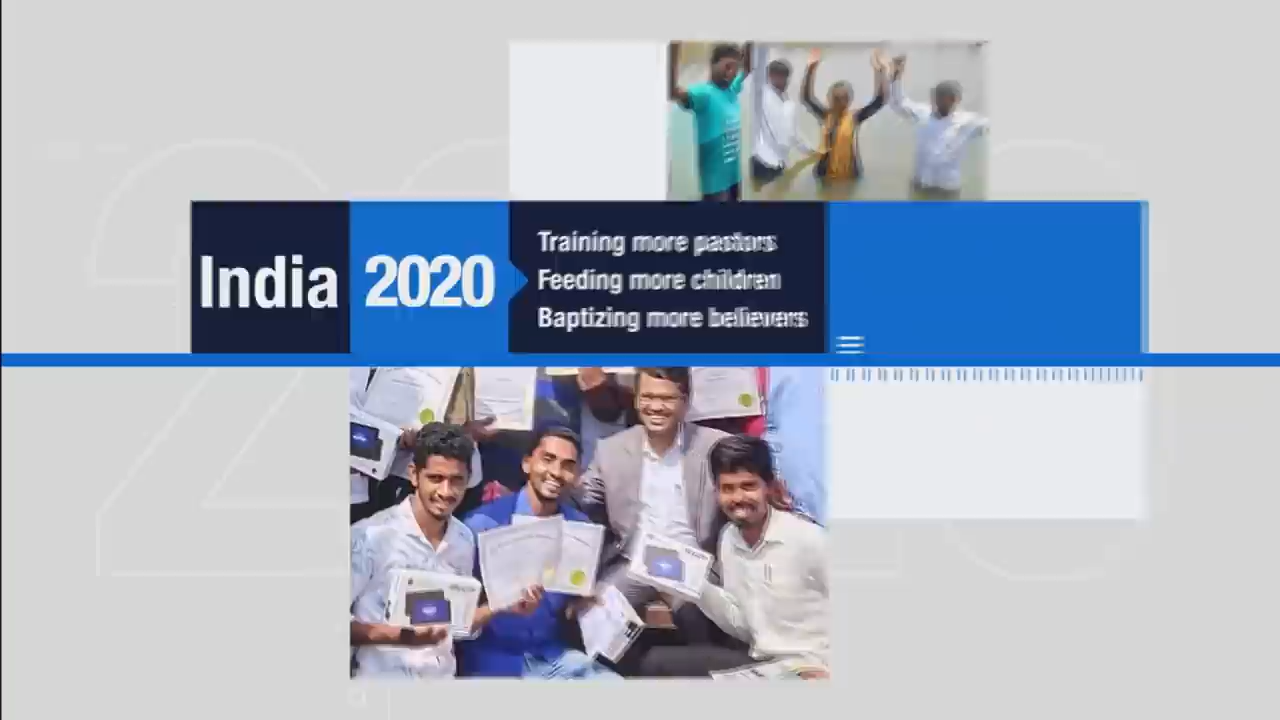 India
2020
Training more pastors
Feeding more children
Baptizing more believers